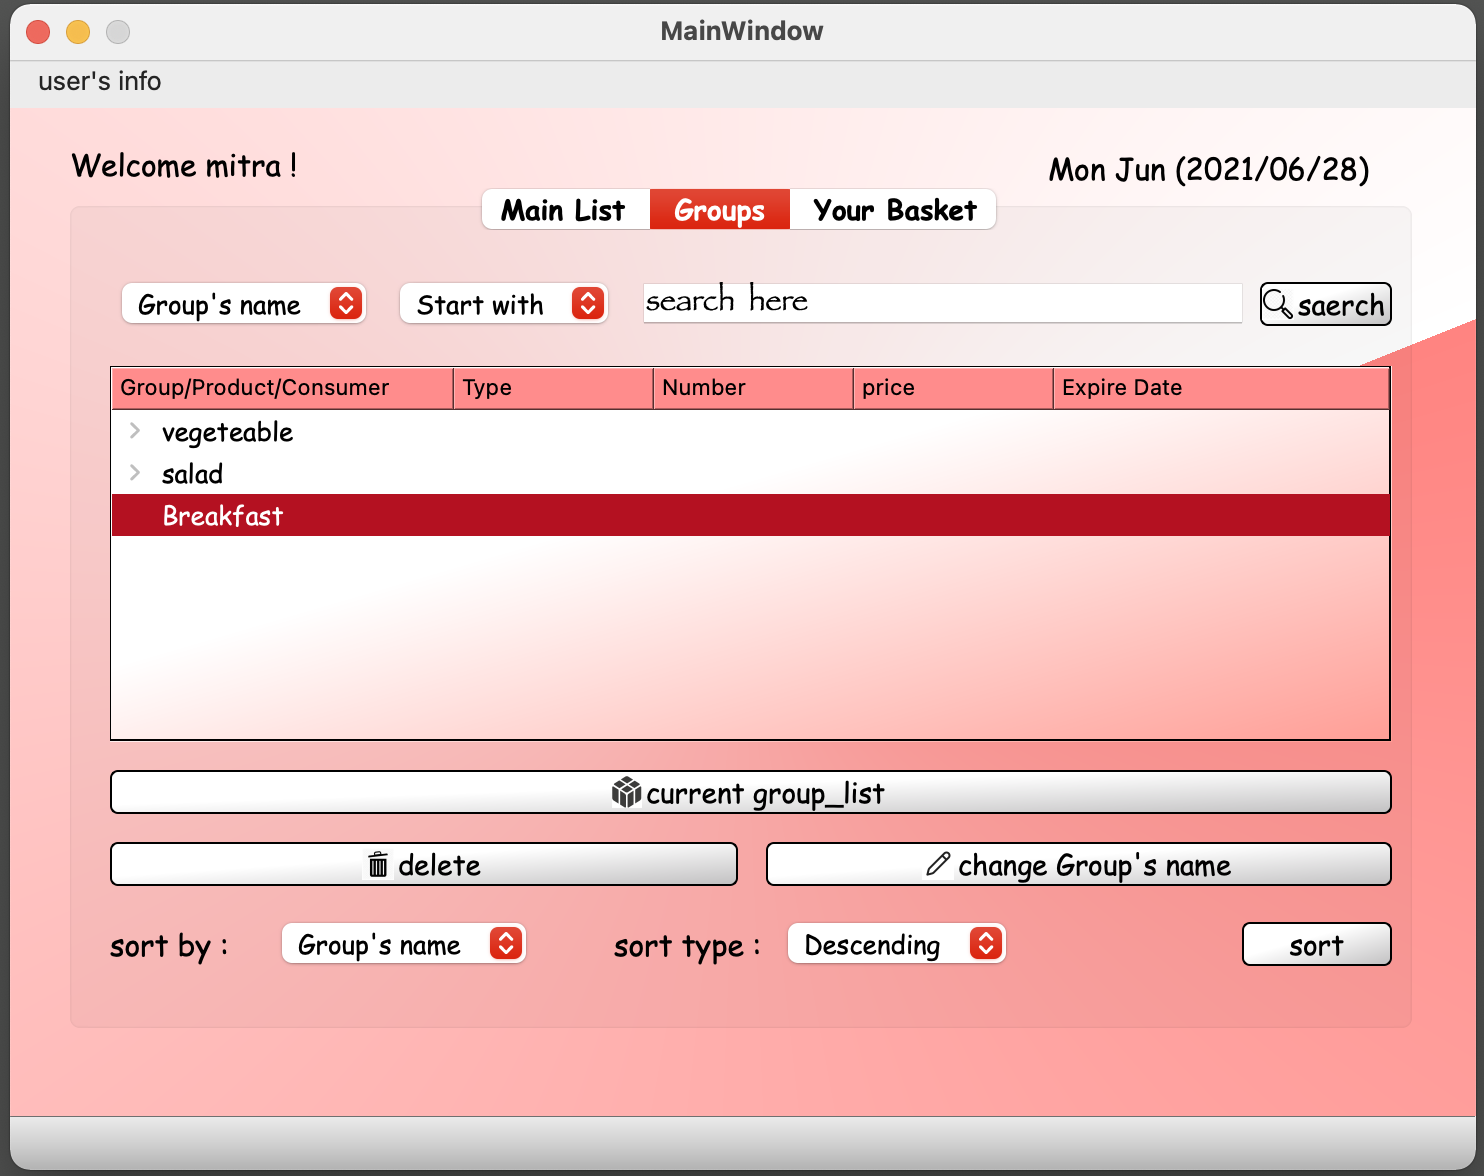 MainWindow
user's info
Welcome mitra !
Mon Jun (2021/06/28)
Main List Groups Your Basket
Group's name Start with search here saerch
Group/Product/Consumer Type Number price Expire Date
vegeteable
salad
Breakfast
current group_list
delete change Group's name
sort by : Group's name sort type : Descending sort